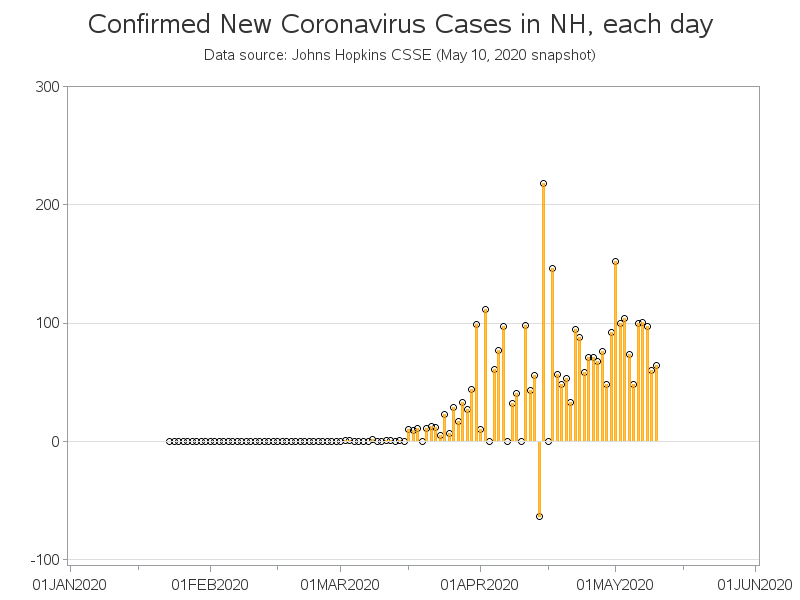 Confirmed New Coronavirus Cases in NH, each day
Data source: Johns Hopkins CSSE (May 10, 2020 snapshot)
300
200
100
0
-100
01JAN2020 01FEB2020 01MAR2020 01APR2020 01MAY2020 01JUN2020